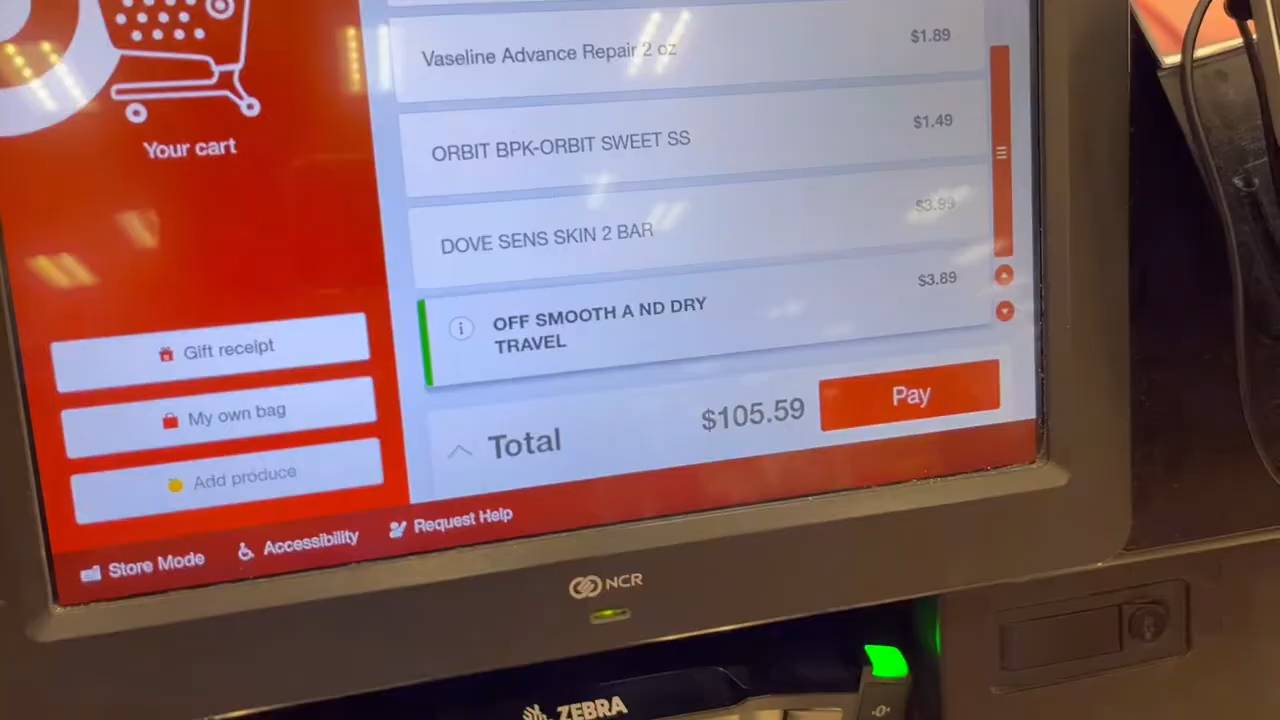 Your cart
Vaseline Advance Repair 2 oz
$1.89
ORBIT BPK-ORBIT SWEET SS
$1.49
DOVE SENS SKIN 2 BAR
$3.99
OFF SMOOTH A ND DRY
TRAVEL
$3.89
Gift receipt
My own bag
Add produce
Total
$105.59
Pay
Store Mode
Accessibility
Request Help
NCR
ZEBRA